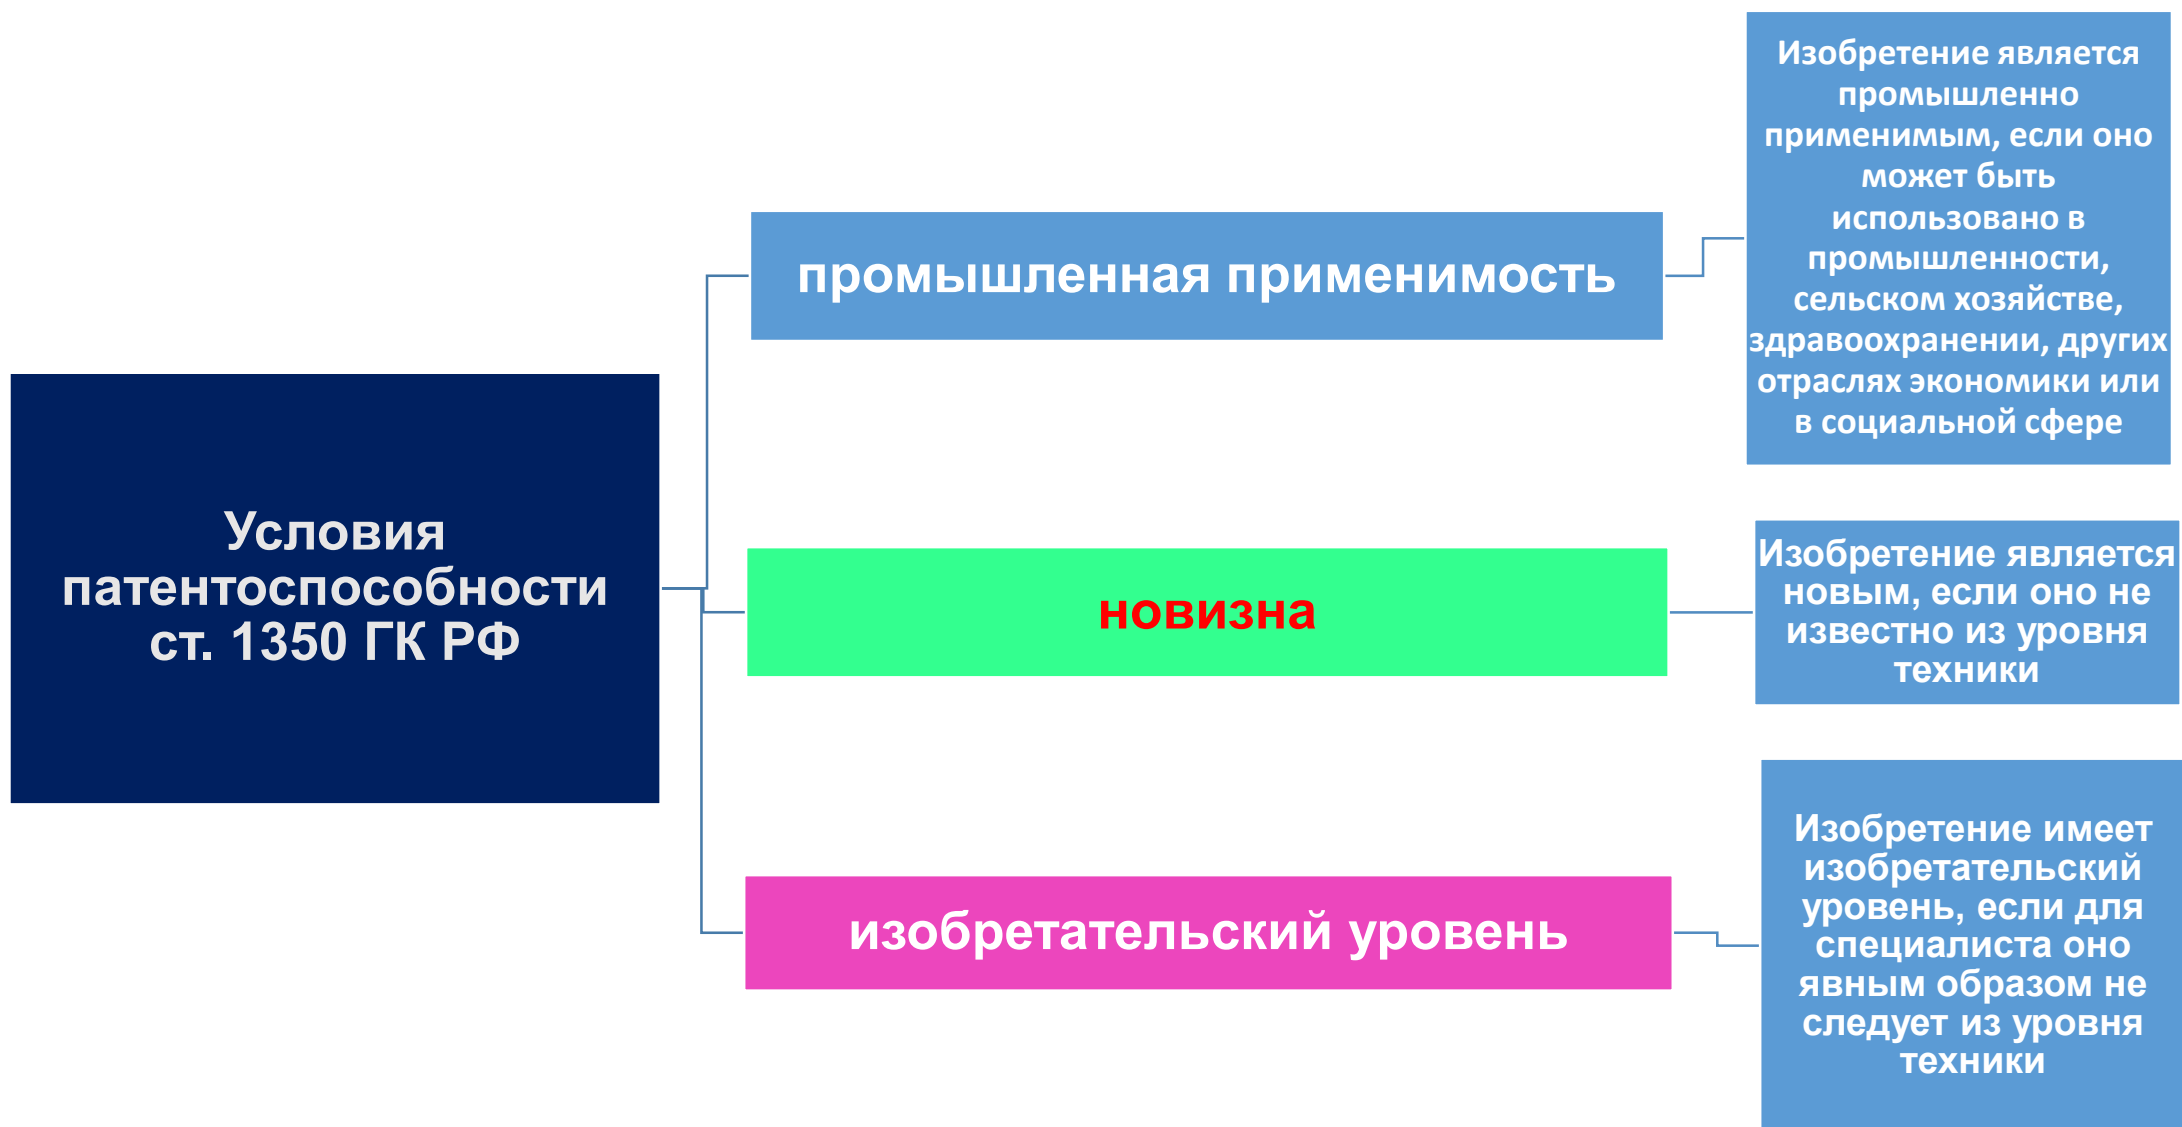 Условия
патентоспособности
ст. 1350 ГК РФ
промышленная применимость
Изобретение является
промышленно
применимым, если оно
может быть
использовано в
промышленности,
сельском хозяйстве,
здравоохранении, других
отраслях экономики или
в социальной сфере
новизна
Изобретение является
новым, если оно не
известно из уровня
техники
изобретательский уровень
Изобретение имеет
изобретательский
уровень, если для
специалиста оно
явным образом не
следует из уровня
техники